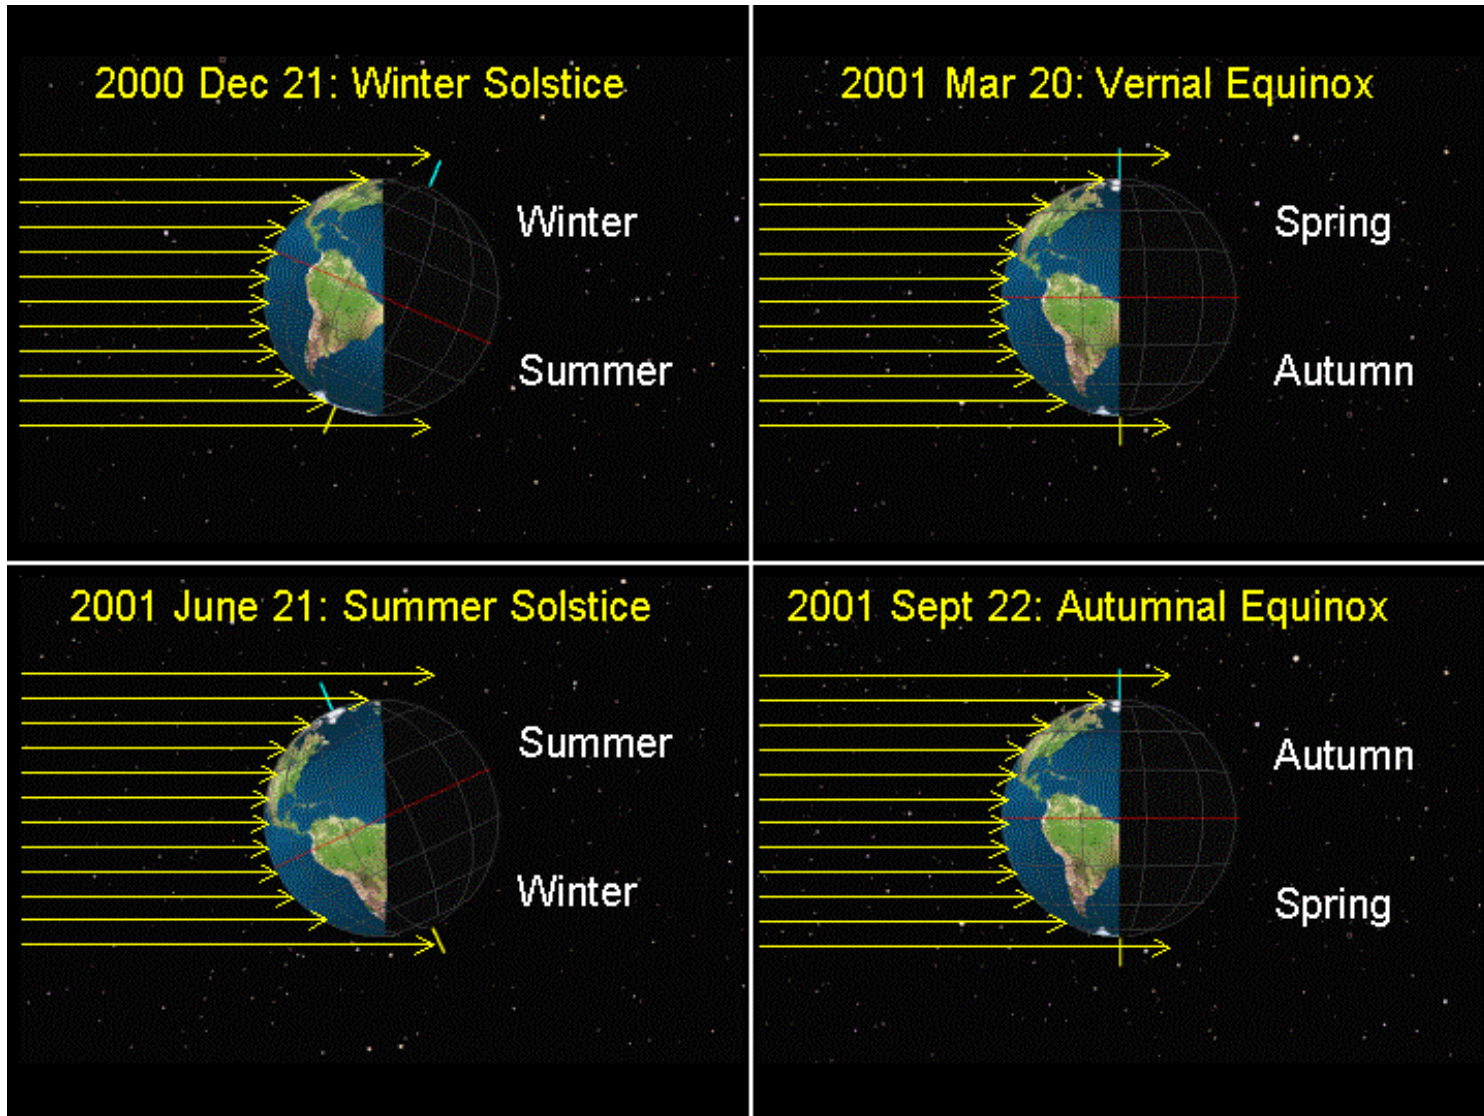 2000 Dec 21: Winter Solstice
Winter
Summer
2001 Mar 20: Vernal Equinox
Spring
Autumn
2001 June 21: Summer Solstice
Summer
Winter
2001 Sept 22: Autumnal Equinox
Autumn
Spring